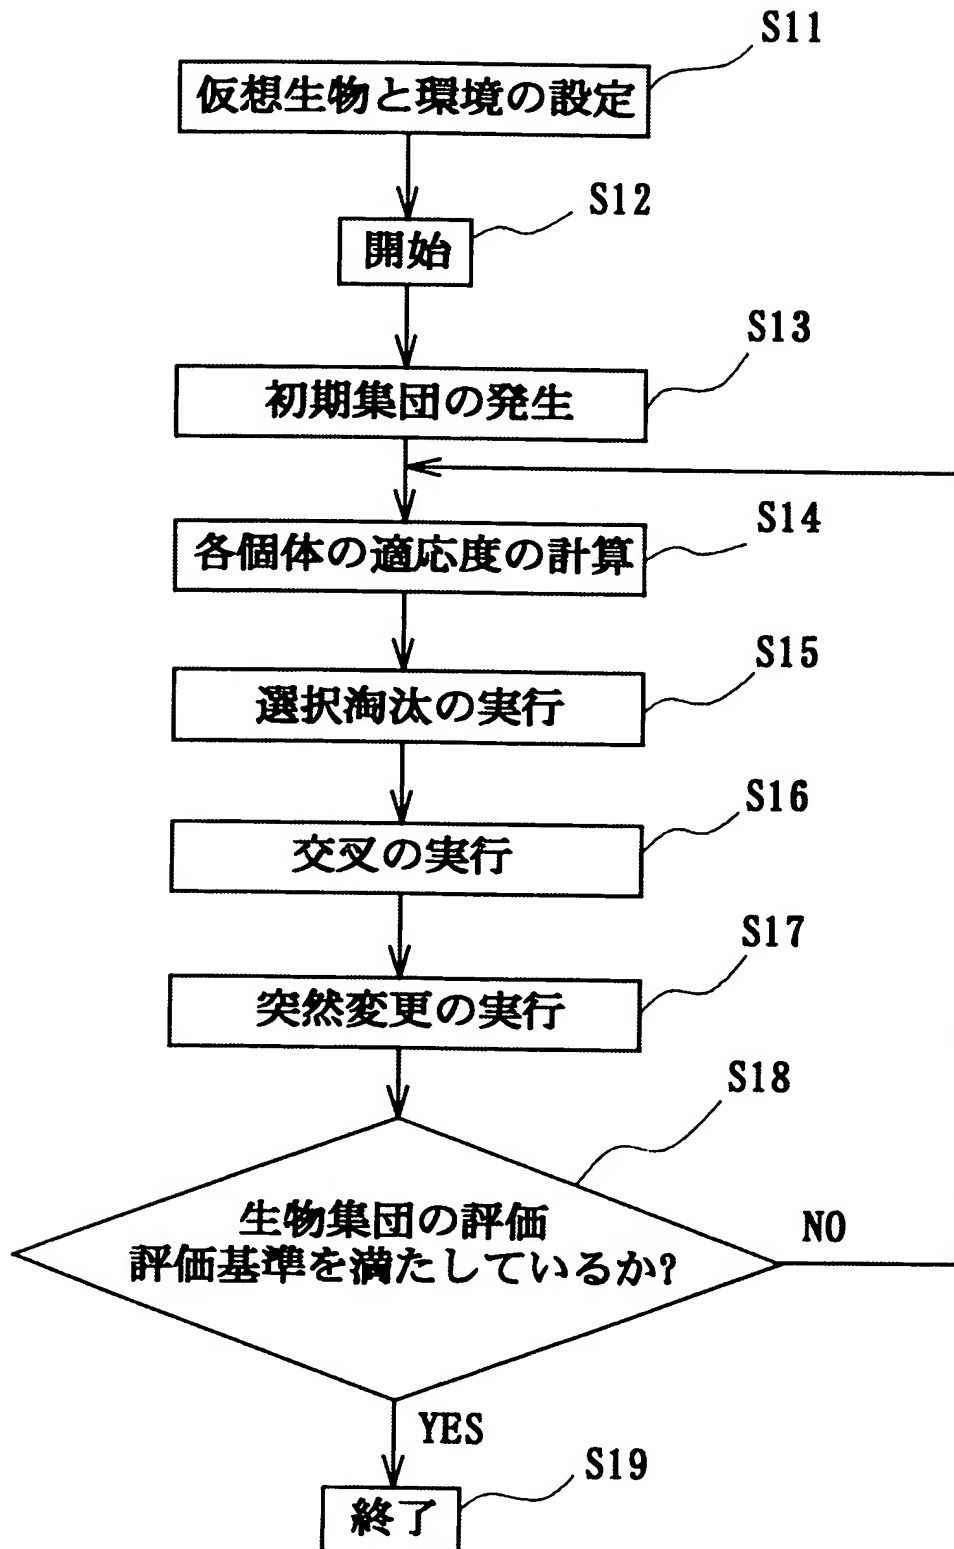 S11
仮想生物と環境の設定
S12
開始
S13
初期集団の発生
S14
各個体の適応度の計算
S15
選択淘汰の実行
S16
交叉の実行
S17
突然変更の実行
S18
生物集団の評価
評価基準を満たしているか?
NO
YES
S19
終了